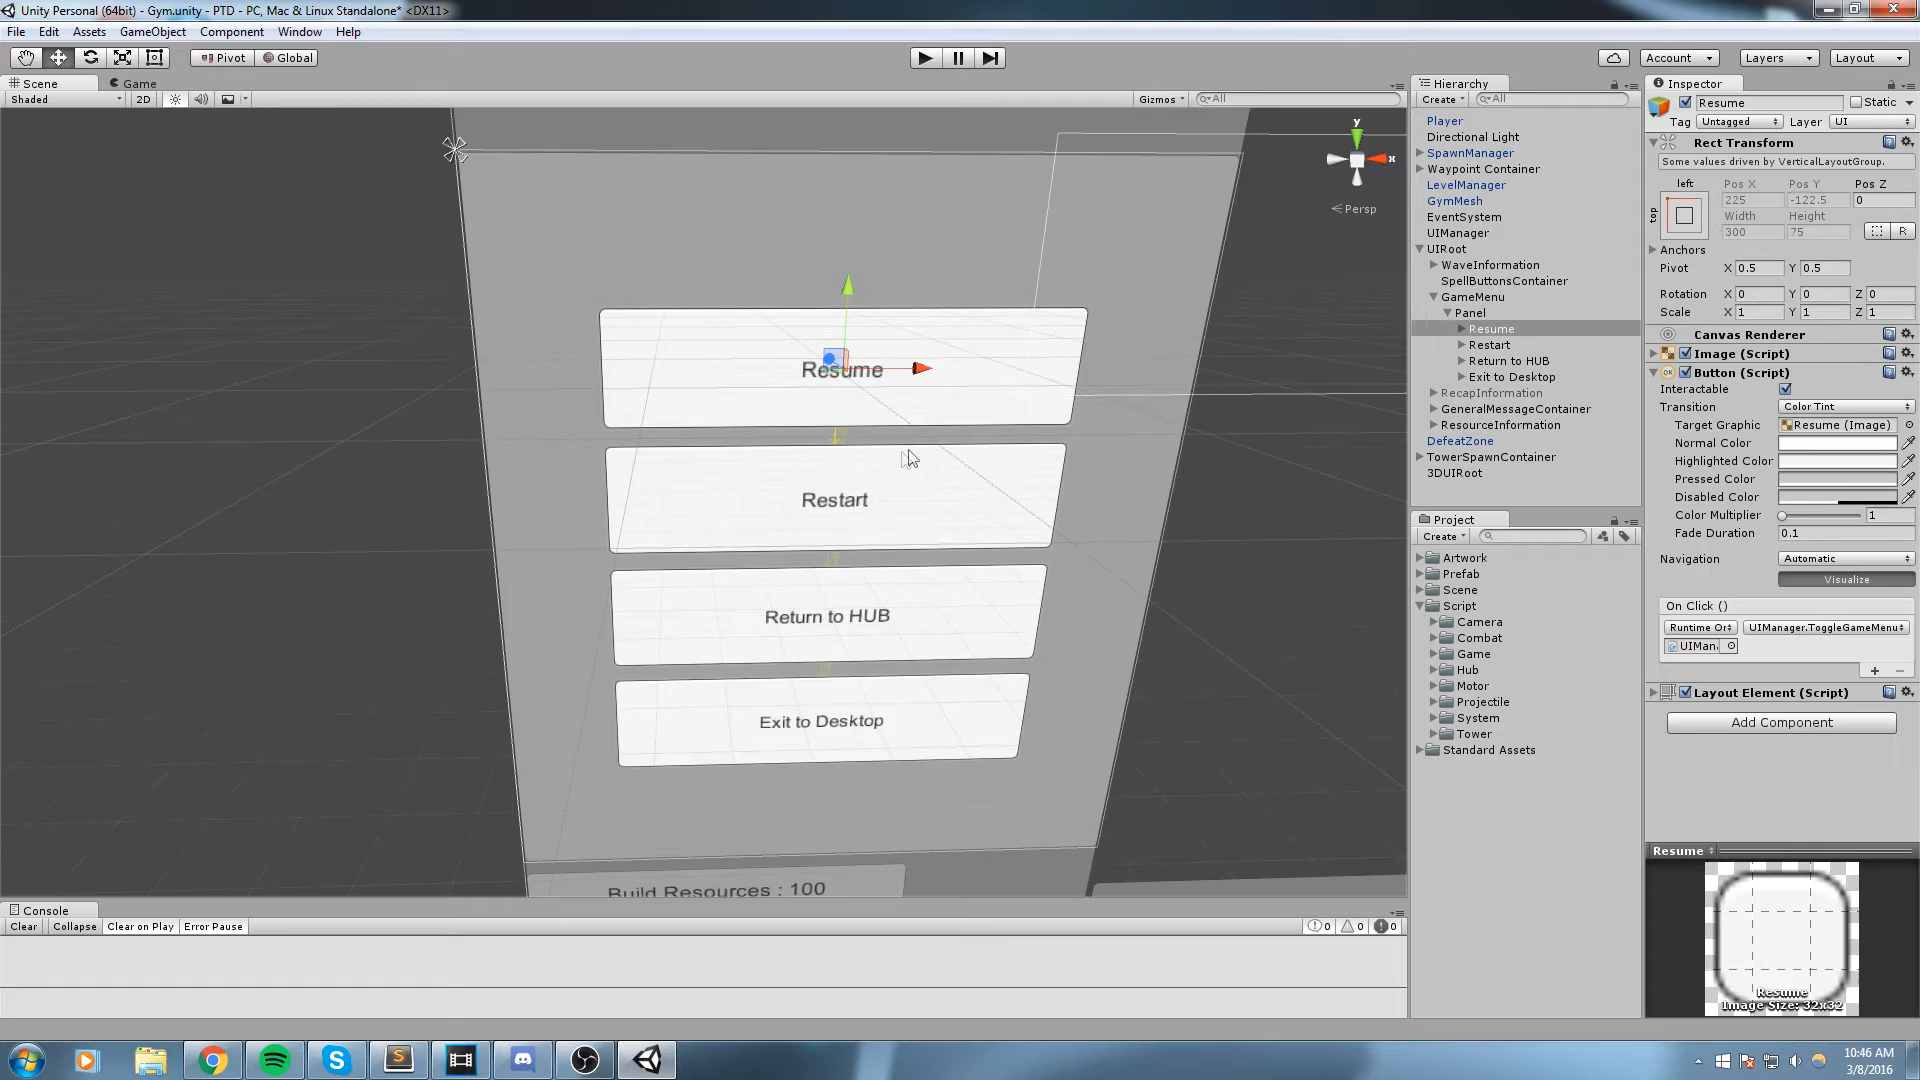 Unity Personal (64bit) - Gym.unity - PTD - PC, Mac & Linux Standalone* <DX11>
File Edit Assets GameObject Component Window Help
Pivot Global Account Layers Layout
Scene Game
Shaded 2D Gizmos All
y
x
Persp
Resume
Restart
Return to HUB
Exit to Desktop
Build Resources : 100
Console
Clear Collapse Clear on Play Error Pause 0 0 0
Hierarchy
Create All
Player
Directional Light
SpawnManager
Waypoint Container
LevelManager
GymMesh
EventSystem
UIManager
UIRoot
WaveInformation
SpellButtonsContainer
GameMenu
Panel
Resume
Restart
Return to HUB
Exit to Desktop
RecapInformation
GeneralMessageContainer
ResourceInformation
DefeatZone
TowerSpawnContainer
3DUIRoot
Project
Create
Artwork
Prefab
Scene
Script
Camera
Combat
Game
Hub
Motor
Projectile
System
Tower
Standard Assets
Inspector
Resume Static
Tag Untagged Layer UI
Rect Transform
Some values driven by VerticalLayoutGroup.
left Pos X Pos Y Pos Z
top 225 -122.5 0
Width Height
300 75 R
Anchors
Pivot X 0.5 Y 0.5
Rotation X 0 Y 0 Z 0
Scale X 1 Y 1 Z 1
Canvas Renderer
Image (Script)
OK Button (Script)
Interactable
Transition Color Tint
Target Graphic Resume (Image)
Normal Color
Highlighted Color
Pressed Color
Disabled Color
Color Multiplier 1
Fade Duration 0.1
Navigation Automatic
Visualize
On Click ()
Runtime Or UIManager.ToggleGameMenu
UIMan
+ -
Layout Element (Script)
Add Component
Resume
Resume
Image Size: 32x32
10:46 AM
3/8/2016